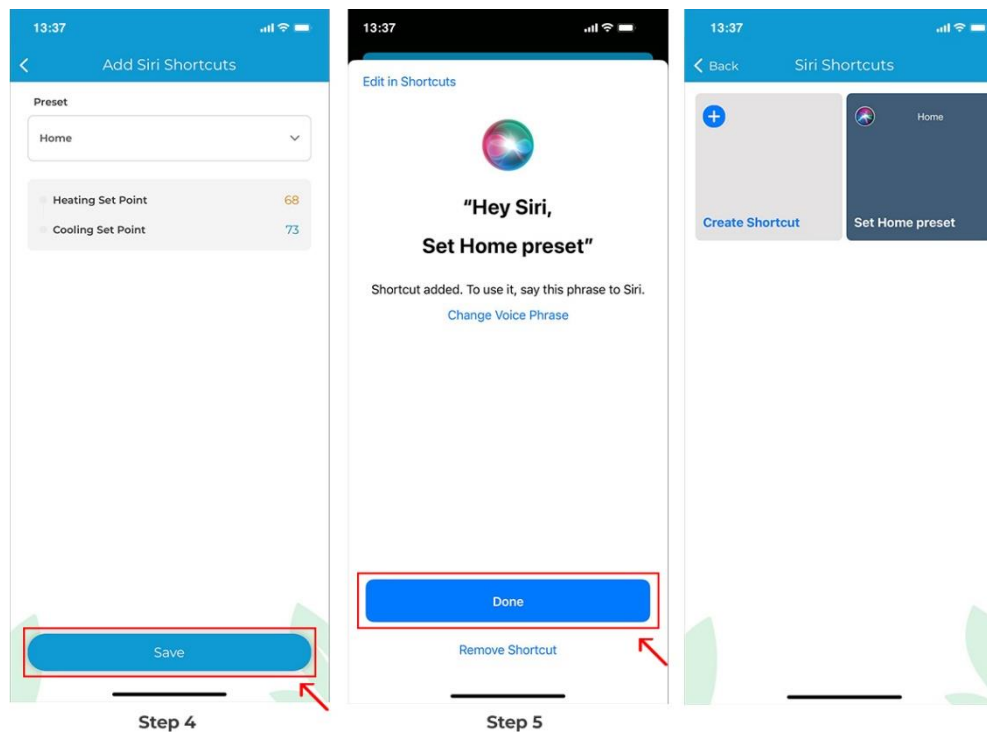 13:37
Add Siri Shortcuts
Preset
Home
Heating Set Point 68
Cooling Set Point 73
Save
Step 4
13:37
Edit in Shortcuts
"Hey Siri,
Set Home preset"
Shortcut added. To use it, say this phrase to Siri.
Change Voice Phrase
Done
Remove Shortcut
Step 5
13:37
Back Siri Shortcuts
Create Shortcut
Home
Set Home preset